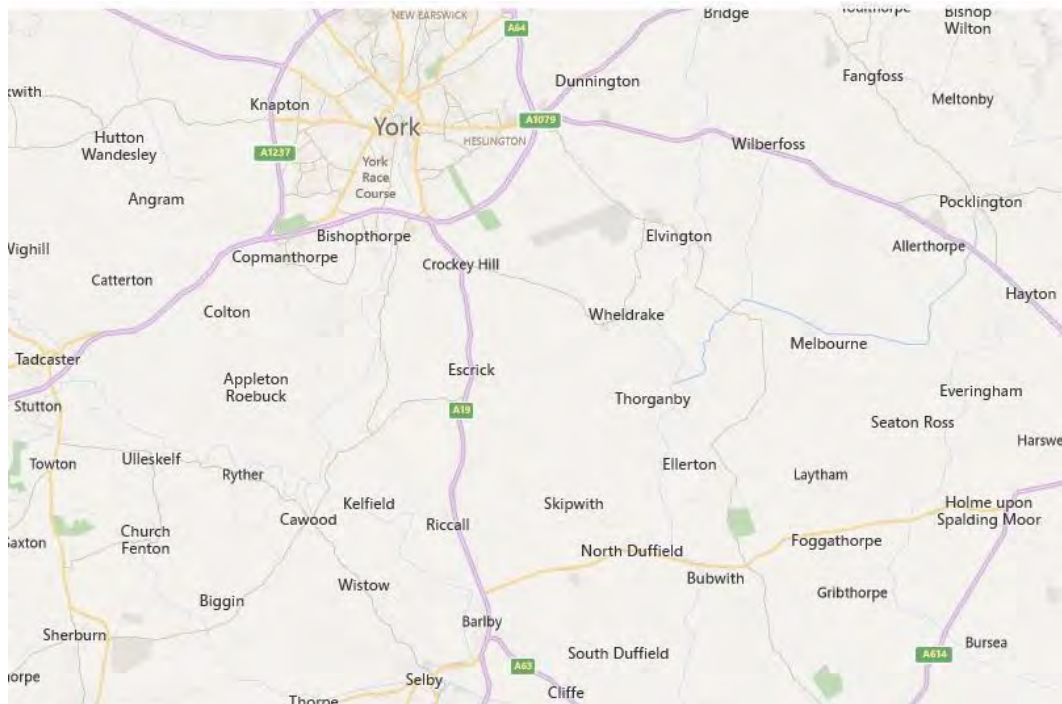 NEW EARSWICK
A64
Bridge
Bishop
Wilton
Dunnington
Fangfoss
Meltonby
Knapton
York
A1079
HESLINGTON
Hutton
Wandesley
A1237
Wilberfoss
York
Race
Course
Angram
Pocklington
Bishopthorpe
Elvington
Allerthorpe
Copmanthorpe
Crockey Hill
Catterton
Hayton
Colton
Wheldrake
Melbourne
Tadcaster
Escrick
Appleton
Roebuck
Everingham
Stutton
Thorganby
A19
Seaton Ross
Harsw
Ulleskelf
Towton
Ryther
Ellerton
Laytham
Kelfield
Skipwith
Holme upon
Spalding Moor
Cawood
Riccall
Church
Fenton
Foggathorpe
North Duffield
Wistow
Bubwith
Gribthorpe
Biggin
Barlby
Sherburn
Bursea
South Duffield
A614
A63
Selby
Cliffe
Thorpe